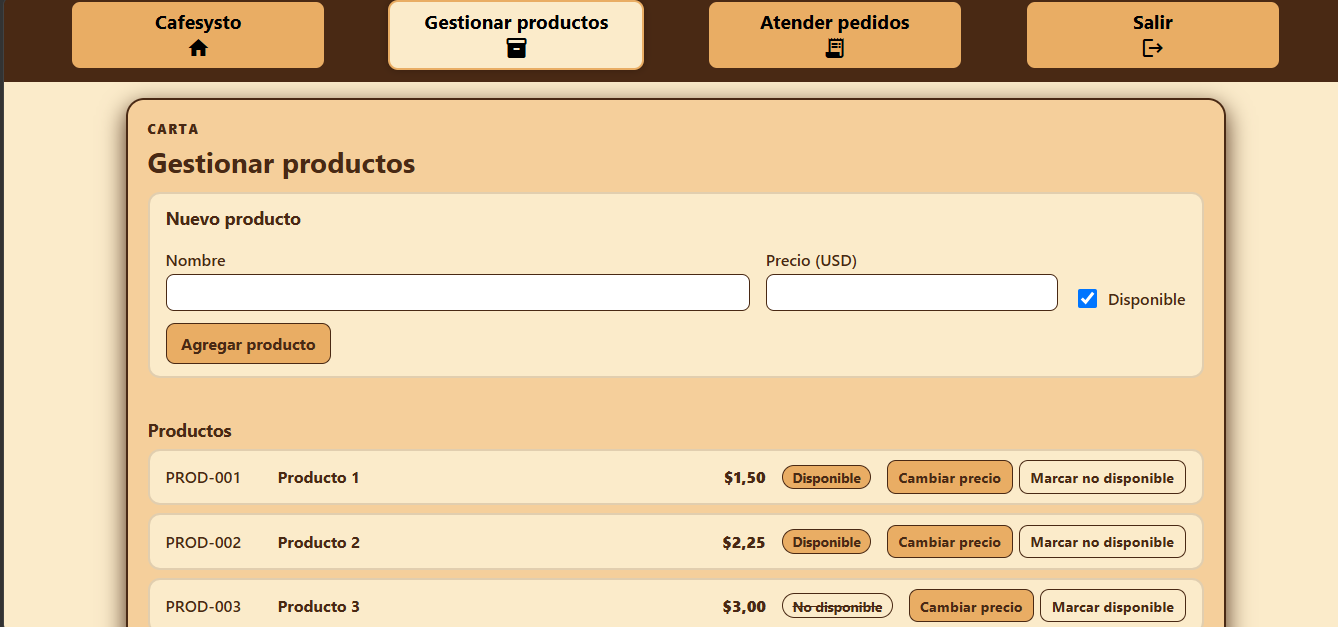 Cafesysto Gestionar productos Atender pedidos Salir
CARTA
Gestionar productos
Nuevo producto
Nombre Precio (USD)
Disponible
Agregar producto
Productos
PROD-001 Producto 1 $1,50 Disponible Cambiar precio Marcar no disponible
PROD-002 Producto 2 $2,25 Disponible Cambiar precio Marcar no disponible
PROD-003 Producto 3 $3,00 No disponible Cambiar precio Marcar disponible